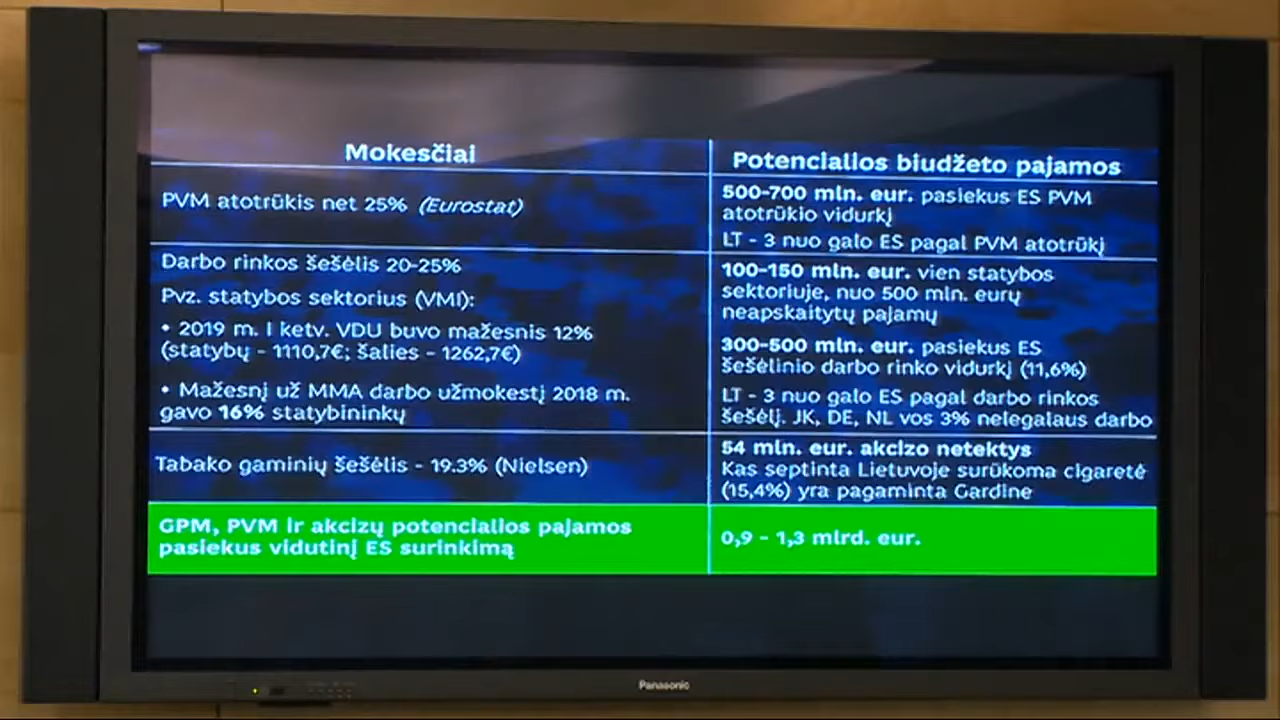 Mokesčiai
Potencialios biudžeto pajamos
PVM atotrūkis net 25% (Eurostat)
500-700 mln. eur. pasiekus ES PVM
atotrūkio vidurkį
LT - 3 nuo galo ES pagal PVM atotrūkį
Darbo rinkos šešėlis 20-25%
Pvz. statybos sektorius (VMI):
• 2019 m. I ketv. VDU buvo mažesnis 12%
(statybų - 1110,7€; šalies - 1262,7€)
• Mažesnį už MMA darbo užmokestį 2018 m.
gavo 16% statybininkų
100-150 mln. eur. vien statybos
sektoriuje, nuo 500 mln. eurų
neapskaitytų pajamų
300-500 mln. eur. pasiekus ES
šešėlinio darbo rinko vidurkį (11,6%)
LT - 3 nuo galo ES pagal darbo rinkos
šešėlį. JK, DE, NL vos 3% nelegalaus darbo
Tabako gaminių šešėlis - 19.3% (Nielsen)
54 mln. eur. akcizo netektys
Kas septinta Lietuvoje surūkoma cigaretė
(15,4%) yra pagaminta Gardine
GPM, PVM ir akcizų potencialios pajamos
pasiekus vidutinį ES surinkimą
0,9 - 1,3 mlrd. eur.
Panasonic